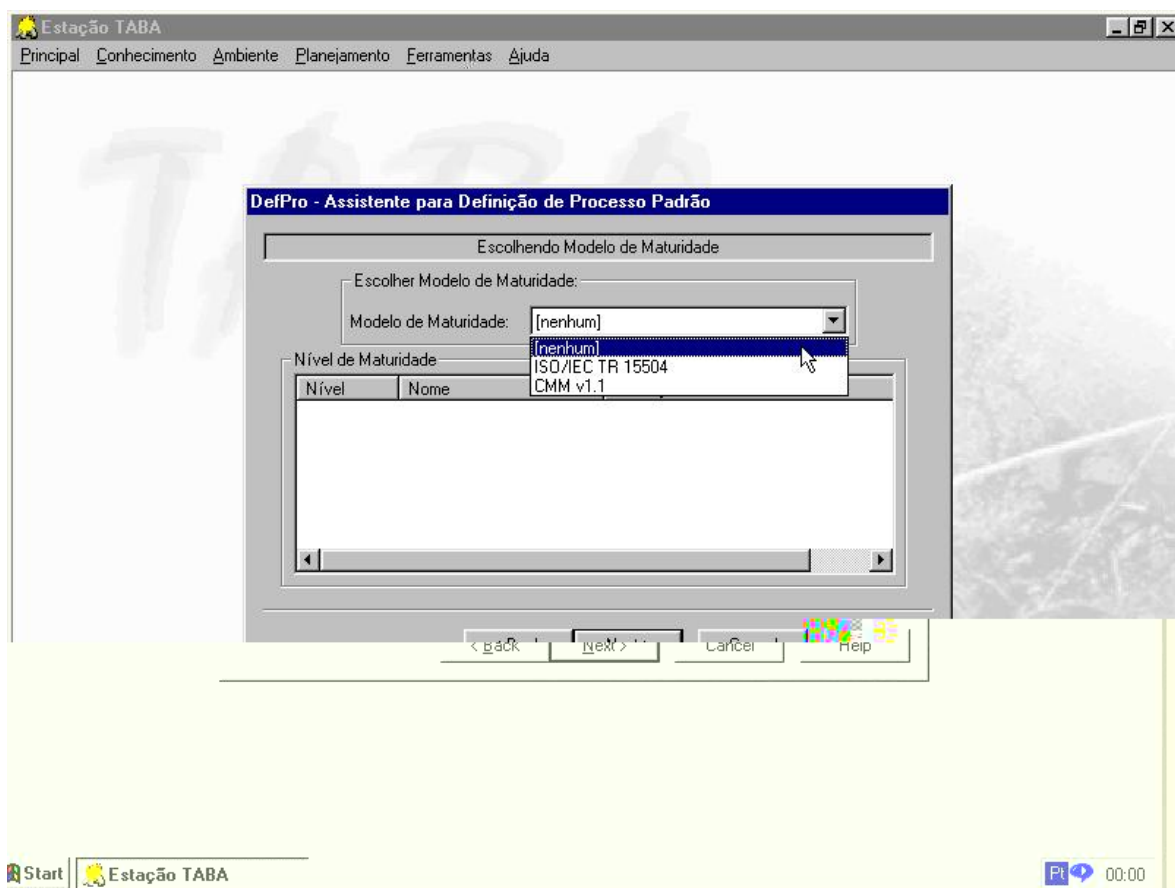 Estação TABA
Principal Conhecimento Ambiente Planejamento Ferramentas Ajuda
TABA
DefPro - Assistente para Definição de Processo Padrão
Escolhendo Modelo de Maturidade
Escolher Modelo de Maturidade:
Modelo de Maturidade: [nenhum]
[nenhum]
ISO/IEC TR 15504
CMM v1.1
Nível de Maturidade
Nível Nome
< Back Next > Cancel Help
Start Estação TABA Pt 00:00